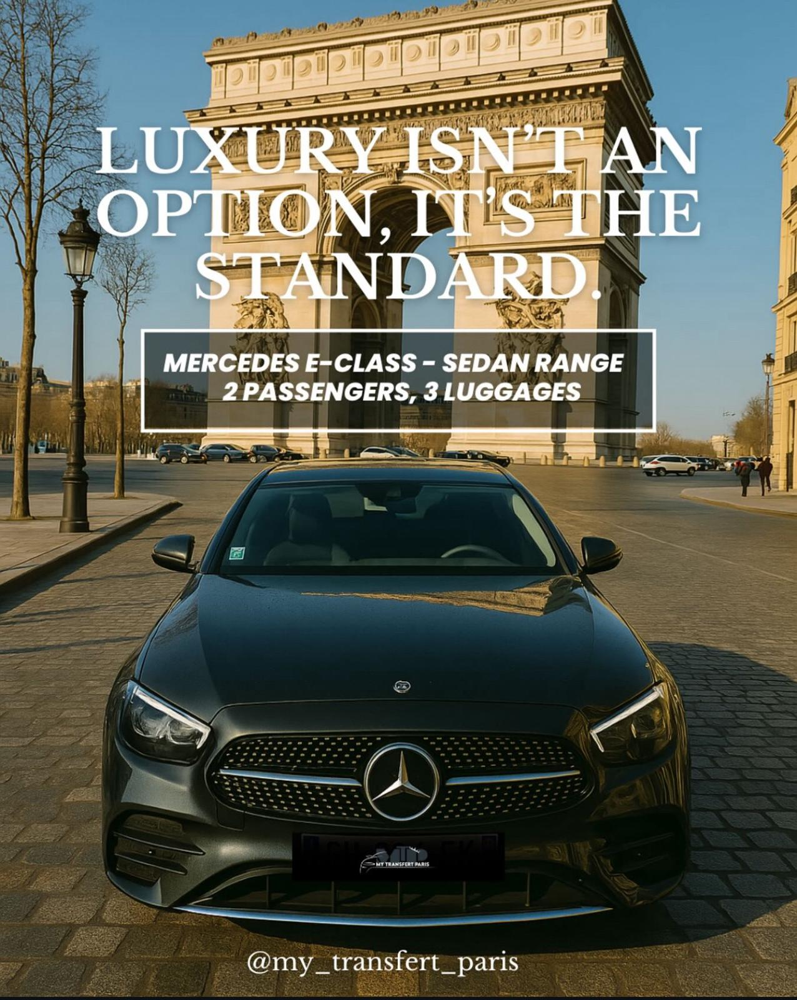 LUXURY ISN'T AN
OPTION, IT'S THE
STANDARD.
MERCEDES E-CLASS - SEDAN RANGE
2 PASSENGERS, 3 LUGGAGES
MY TRANSFERT PARIS
@my_transfert_paris